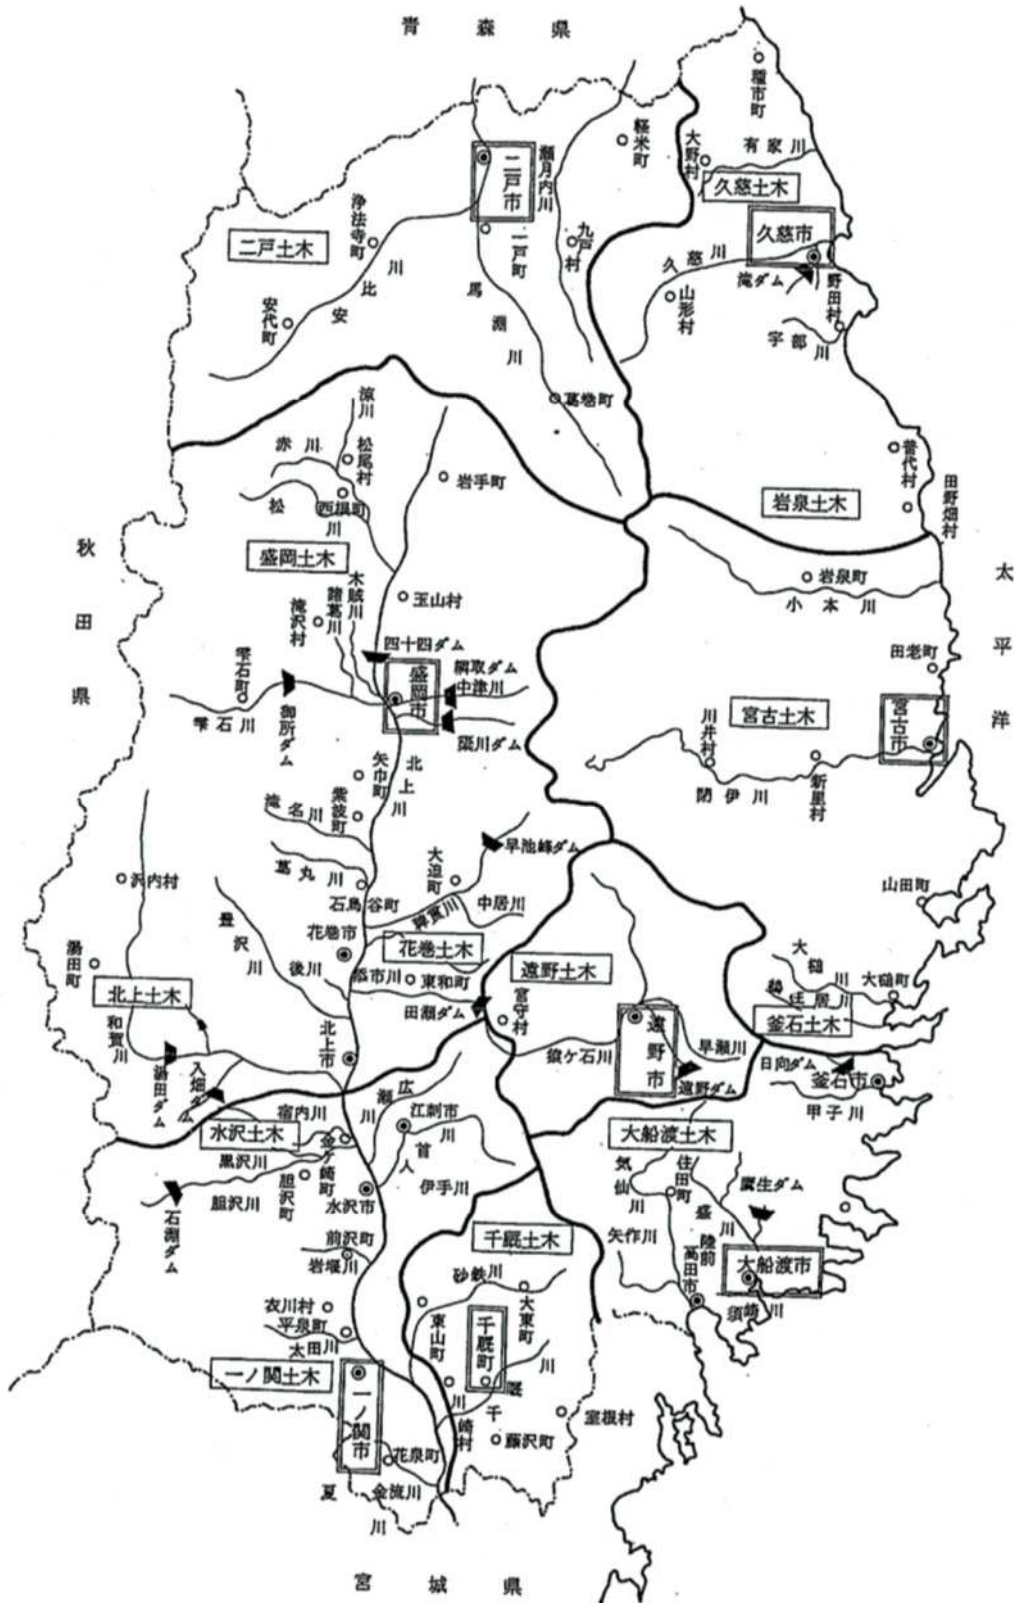 青森県
種市町
有家川
大野村
軽米町
久慈土木
久慈市
久慈川
滝ダム
野田村
宇部川
山形村
二戸市
瀬月内川
九戸村
一戸町
浄法寺町
二戸土木
安比川
安代町
馬淵川
葛巻町
普代村
田野畑村
岩泉土木
岩泉町
小本川
赤川
松尾村
岩手町
松川
西根町
盛岡土木
木賊川
諸葛川
滝沢村
玉山村
四十四ダム
盛岡市
綱取ダム
中津川
簗川ダム
雫石町
雫石川
御所ダム
秋田県
太平洋
田老町
宮古土木
宮古市
川井村
閉伊川
新里村
山田町
矢巾町
北上川
紫波町
滝名川
葛丸川
石鳥谷町
大迫町
早池峰ダム
稗貫川
中居川
沢内村
豊沢川
花巻市
花巻土木
後川
添市川
東和町
田瀬ダム
湯田町
北上土木
和賀川
湯田ダム
入畑ダム
北上市
遠野土木
宮守村
猿ケ石川
遠野市
早瀬川
遠野ダム
大槌川
大槌町
釜石土木
日向ダム
釜石市
甲子川
宿内川
水沢土木
金ケ崎町
黒沢川
胆沢川
胆沢町
石淵ダム
水沢市
広瀬川
江刺市
人首川
伊手川
前沢町
岩堰川
衣川村
平泉町
太田川
一ノ関土木
一ノ関市
花泉町
金流川
夏川
千厩土木
砂鉄川
大東町
東山町
千厩町
千厩川
川崎村
藤沢町
室根村
大船渡土木
気仙川
住田町
鷹生ダム
盛川
矢作川
陸前高田市
大船渡市
須崎川
宮城県